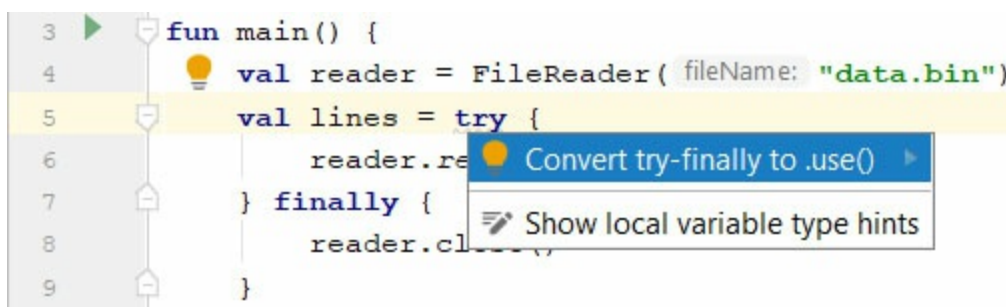 3 fun main() {
4 val reader = FileReader( fileName: "data.bin")
5 val lines = try {
6 reader.re
Convert try-finally to .use()
7 } finally {
Show local variable type hints
8 reader.close()
9 }